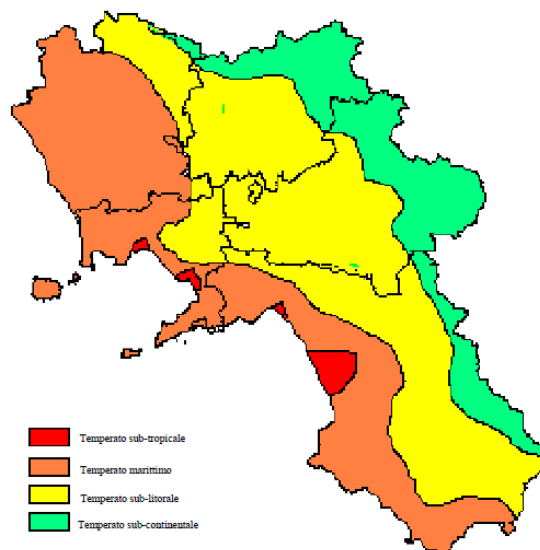 Temperato sub-tropicale
Temperato marittimo
Temperato sub-litorale
Temperato sub-continentale